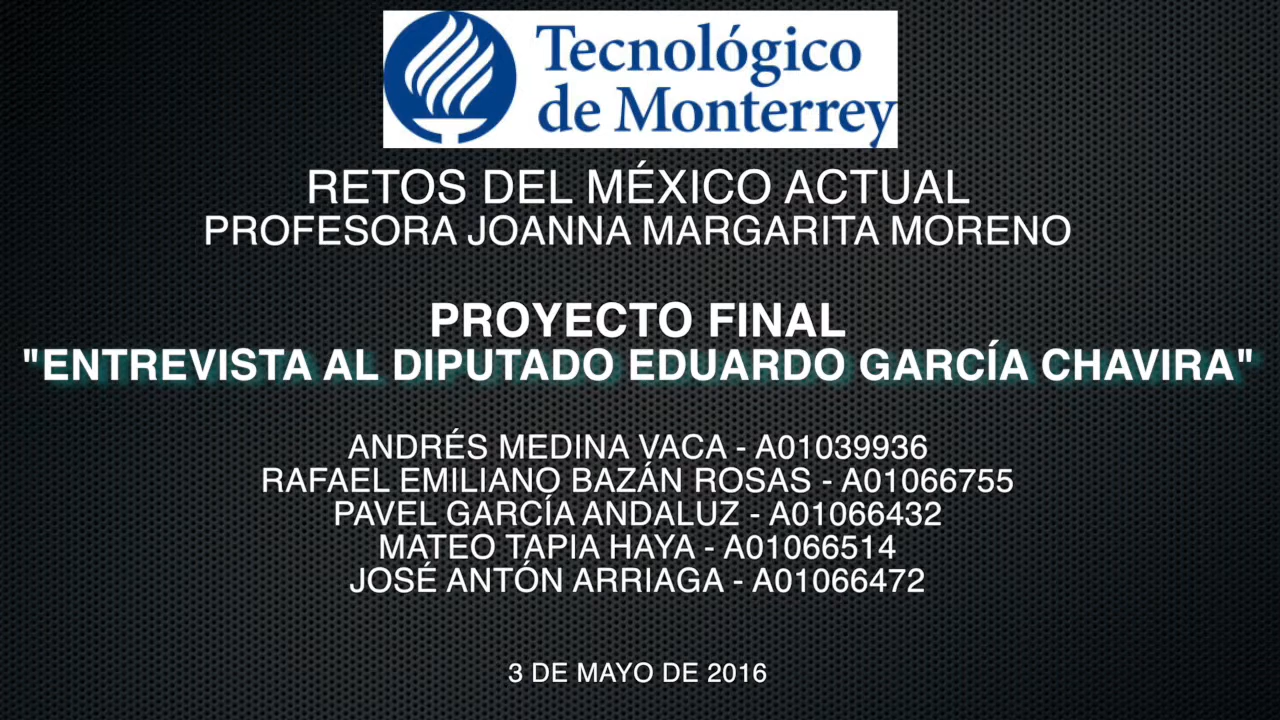 Tecnológico
de Monterrey
RETOS DEL MÉXICO ACTUAL
PROFESORA JOANNA MARGARITA MORENO
PROYECTO FINAL
"ENTREVISTA AL DIPUTADO EDUARDO GARCÍA CHAVIRA"
ANDRÉS MEDINA VACA - A01039936
RAFAEL EMILIANO BAZÁN ROSAS - A01066755
PAVEL GARCÍA ANDALUZ - A01066432
MATEO TAPIA HAYA - A01066514
JOSÉ ANTÓN ARRIAGA - A01066472
3 DE MAYO DE 2016